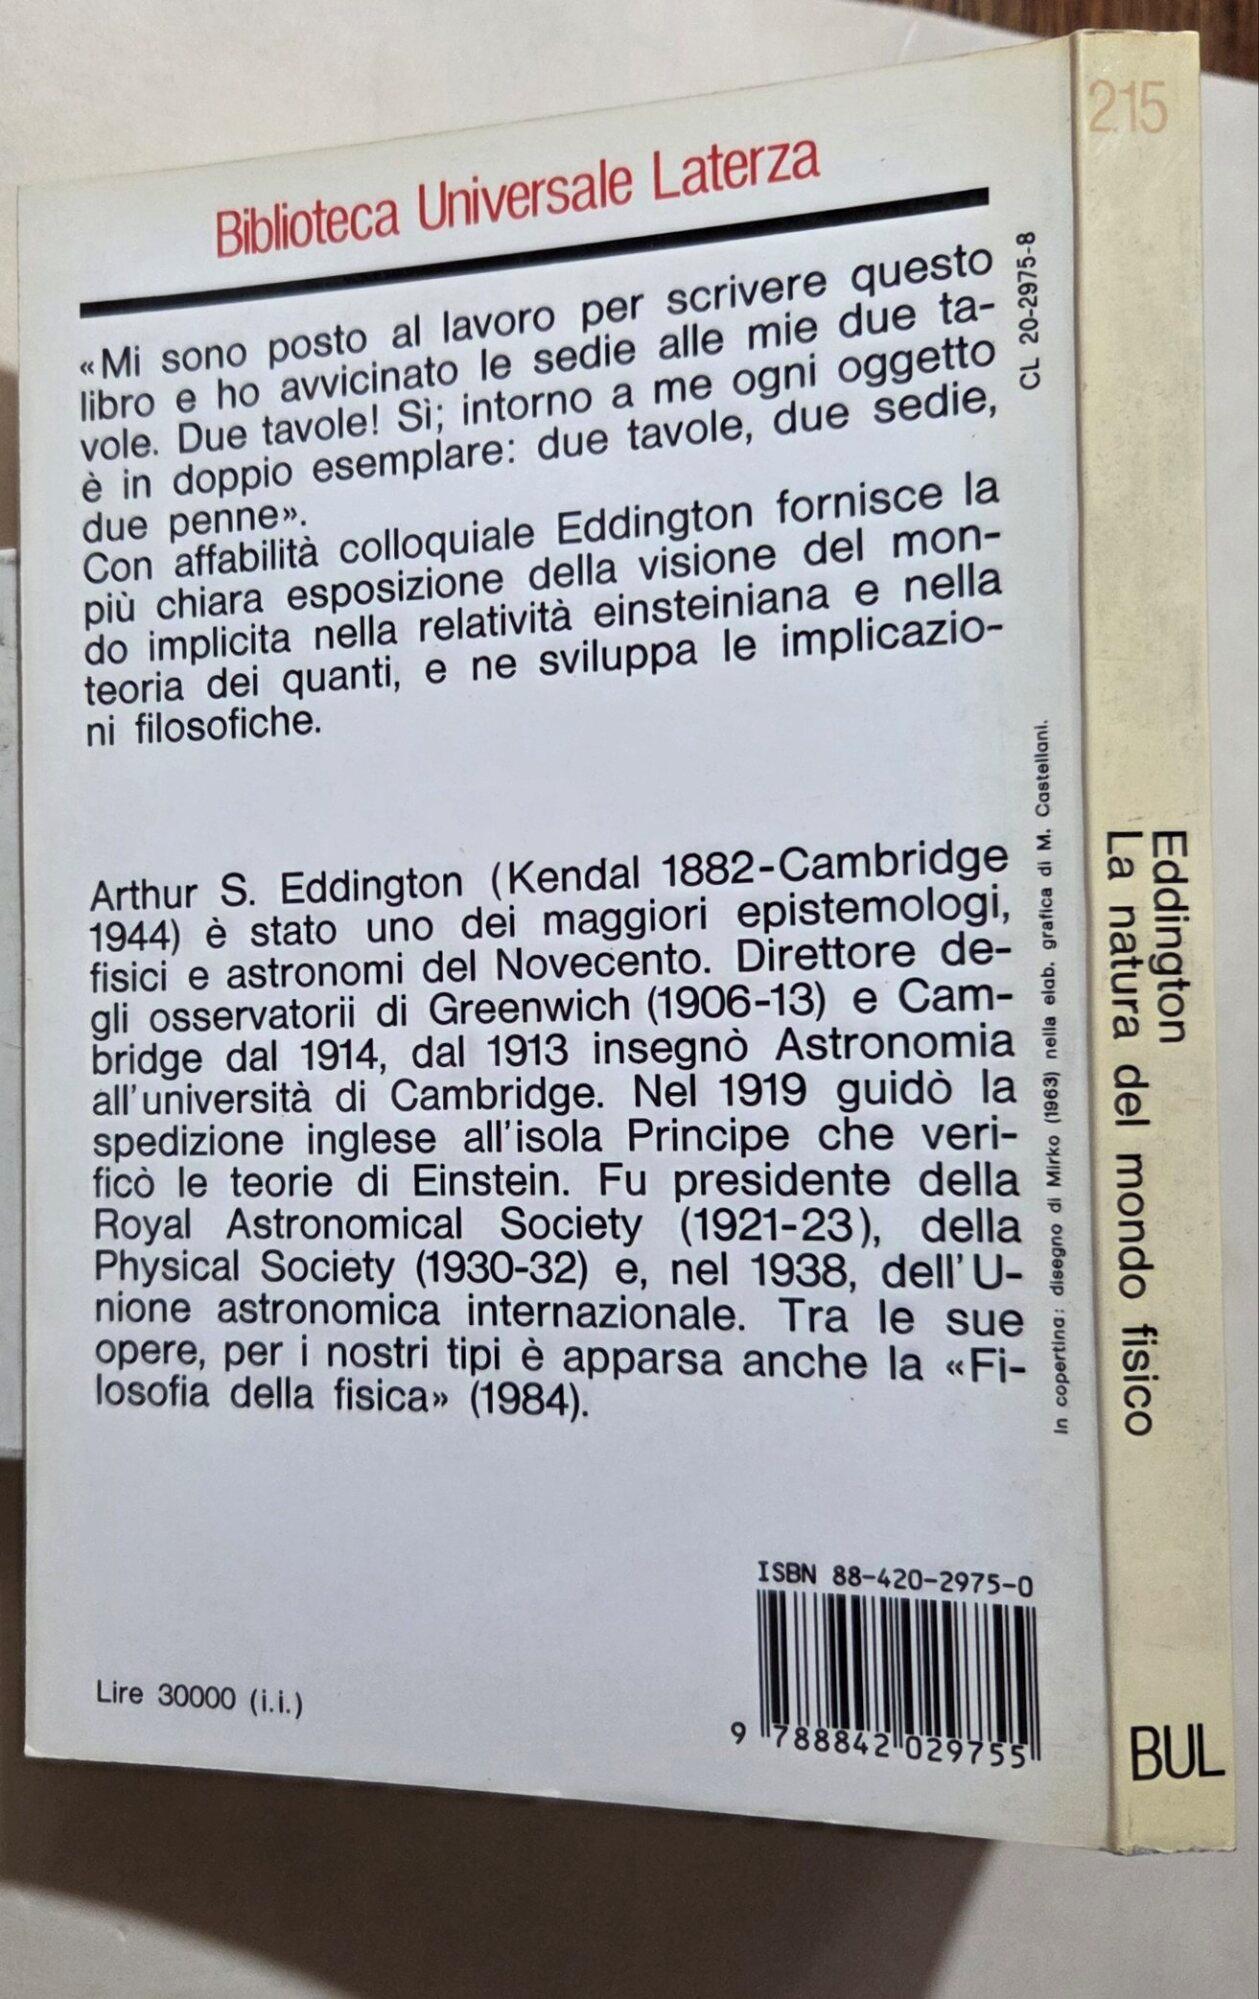 Biblioteca Universale Laterza
«Mi sono posto al lavoro per scrivere questo
libro e ho avvicinato le sedie alle mie due ta-
vole. Due tavole! Sì; intorno a me ogni oggetto
è in doppio esemplare: due tavole, due sedie,
due penne».
Con affabilità colloquiale Eddington fornisce la
più chiara esposizione della visione del mon-
do implicita nella relatività einsteiniana e nella
teoria dei quanti, e ne sviluppa le implicazio-
ni filosofiche.
Arthur S. Eddington (Kendal 1882-Cambridge
1944) è stato uno dei maggiori epistemologi,
fisici e astronomi del Novecento. Direttore de-
gli osservatorii di Greenwich (1906-13) e Cam-
bridge dal 1914, dal 1913 insegnò Astronomia
all'università di Cambridge. Nel 1919 guidò la
spedizione inglese all'isola Principe che veri-
ficò le teorie di Einstein. Fu presidente della
Royal Astronomical Society (1921-23), della
Physical Society (1930-32) e, nel 1938, dell'U-
nione astronomica internazionale. Tra le sue
opere, per i nostri tipi è apparsa anche la «Fi-
losofia della fisica» (1984).
Lire 30000 (i.i.)
ISBN 88-420-2975-0
9 788842 029755
CL 20-2975-8
In copertina: disegno di Mirko (1963) nella elab. grafica di M. Castellani.
215
Eddington
La natura del mondo fisico
BUL